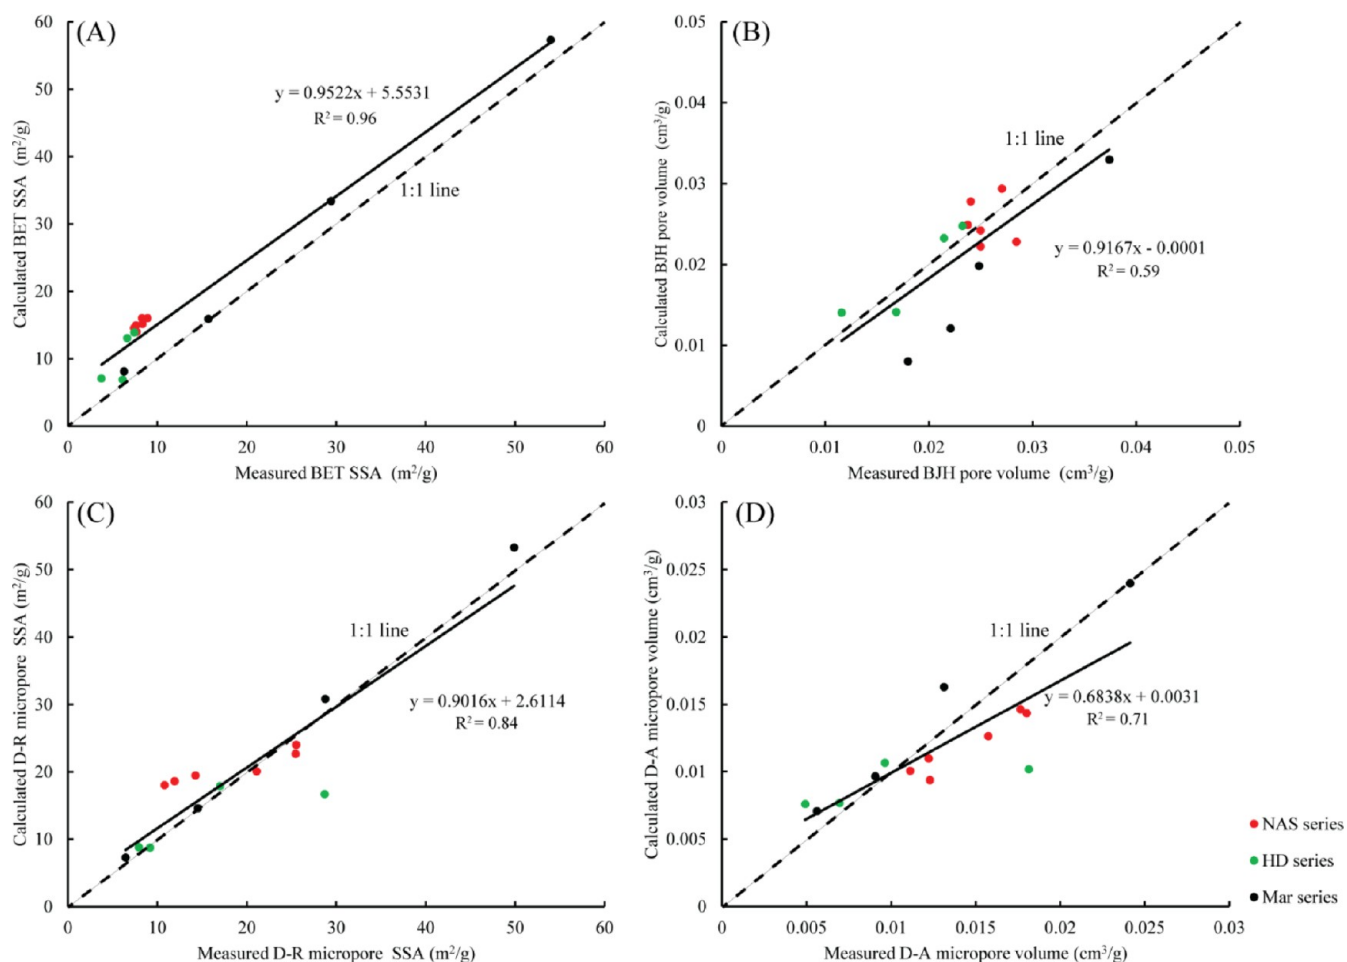 (A)
Calculated BET SSA (m²/g)
60
50
40
30
20
10
0
y = 0.9522x + 5.5531
R² = 0.96
1:1 line
0 10 20 30 40 50 60
Measured BET SSA (m²/g)
(B)
Calculated BJH pore volume (cm³/g)
0.05
0.04
0.03
0.02
0.01
0
1:1 line
y = 0.9167x - 0.0001
R² = 0.59
0 0.01 0.02 0.03 0.04 0.05
Measured BJH pore volume (cm³/g)
(C)
Calculated D-R micropore SSA (m²/g)
60
50
40
30
20
10
0
1:1 line
y = 0.9016x + 2.6114
R² = 0.84
0 10 20 30 40 50 60
Measured D-R micropore SSA (m²/g)
(D)
Calculated D-A micropore volume (cm³/g)
0.03
0.025
0.02
0.015
0.01
0.005
0
1:1 line
y = 0.6838x + 0.0031
R² = 0.71
0 0.005 0.01 0.015 0.02 0.025 0.03
Measured D-A micropore volume (cm³/g)
NAS series
HD series
Mar series